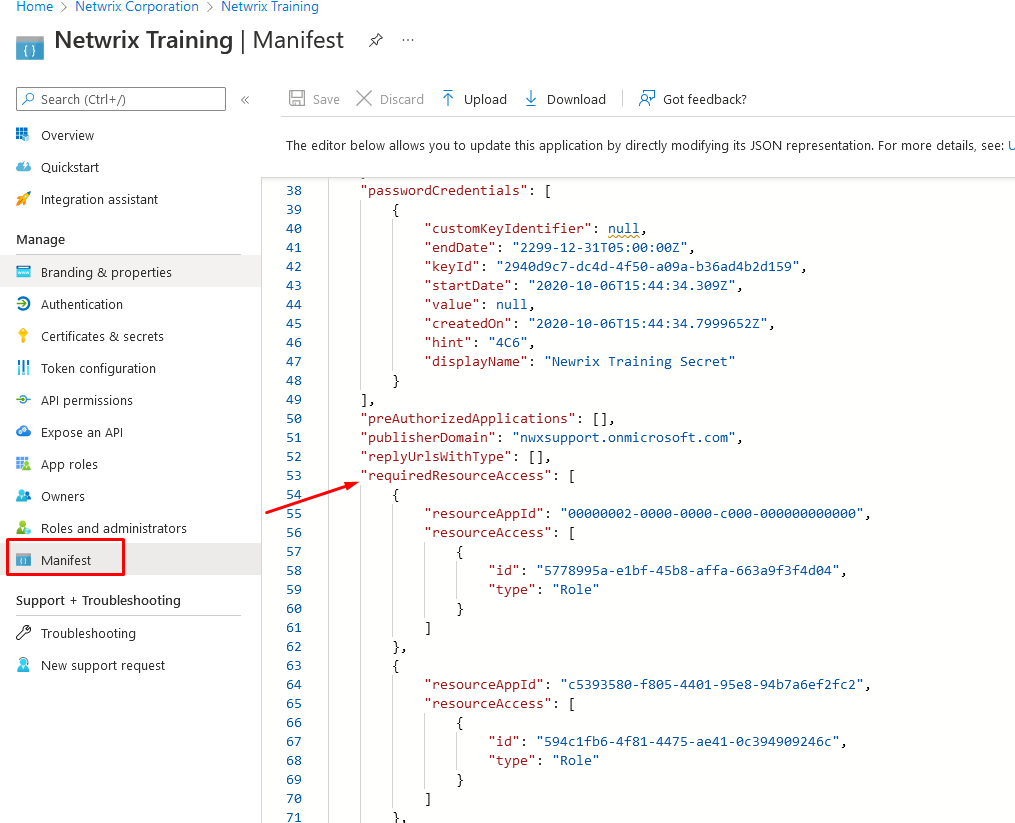 Home > Netwrix Corporation > Netwrix Training
Netwrix Training | Manifest
Search (Ctrl+/)
Overview
Quickstart
Integration assistant
Manage
Branding & properties
Authentication
Certificates & secrets
Token configuration
API permissions
Expose an API
App roles
Owners
Roles and administrators
Manifest
Support + Troubleshooting
Troubleshooting
New support request
Save Discard Upload Download Got feedback?
The editor below allows you to update this application by directly modifying its JSON representation. For more details, see: U
38 "passwordCredentials": [
39 {
40 "customKeyIdentifier": null,
41 "endDate": "2299-12-31T05:00:00Z",
42 "keyId": "2940d9c7-dc4d-4f50-a09a-b36ad4b2d159",
43 "startDate": "2020-10-06T15:44:34.309Z",
44 "value": null,
45 "createdOn": "2020-10-06T15:44:34.7999652Z",
46 "hint": "4C6",
47 "displayName": "Newrix Training Secret"
48 }
49 ],
50 "preAuthorizedApplications": [],
51 "publisherDomain": "nwxsupport.onmicrosoft.com",
52 "replyUrlsWithType": [],
53 "requiredResourceAccess": [
54 {
55 "resourceAppId": "00000002-0000-0000-c000-000000000000",
56 "resourceAccess": [
57 {
58 "id": "5778995a-e1bf-45b8-affa-663a9f3f4d04",
59 "type": "Role"
60 }
61 ]
62 },
63 {
64 "resourceAppId": "c5393580-f805-4401-95e8-94b7a6ef2fc2",
65 "resourceAccess": [
66 {
67 "id": "594c1fb6-4f81-4475-ae41-0c394909246c",
68 "type": "Role"
69 }
70 ]
71 },